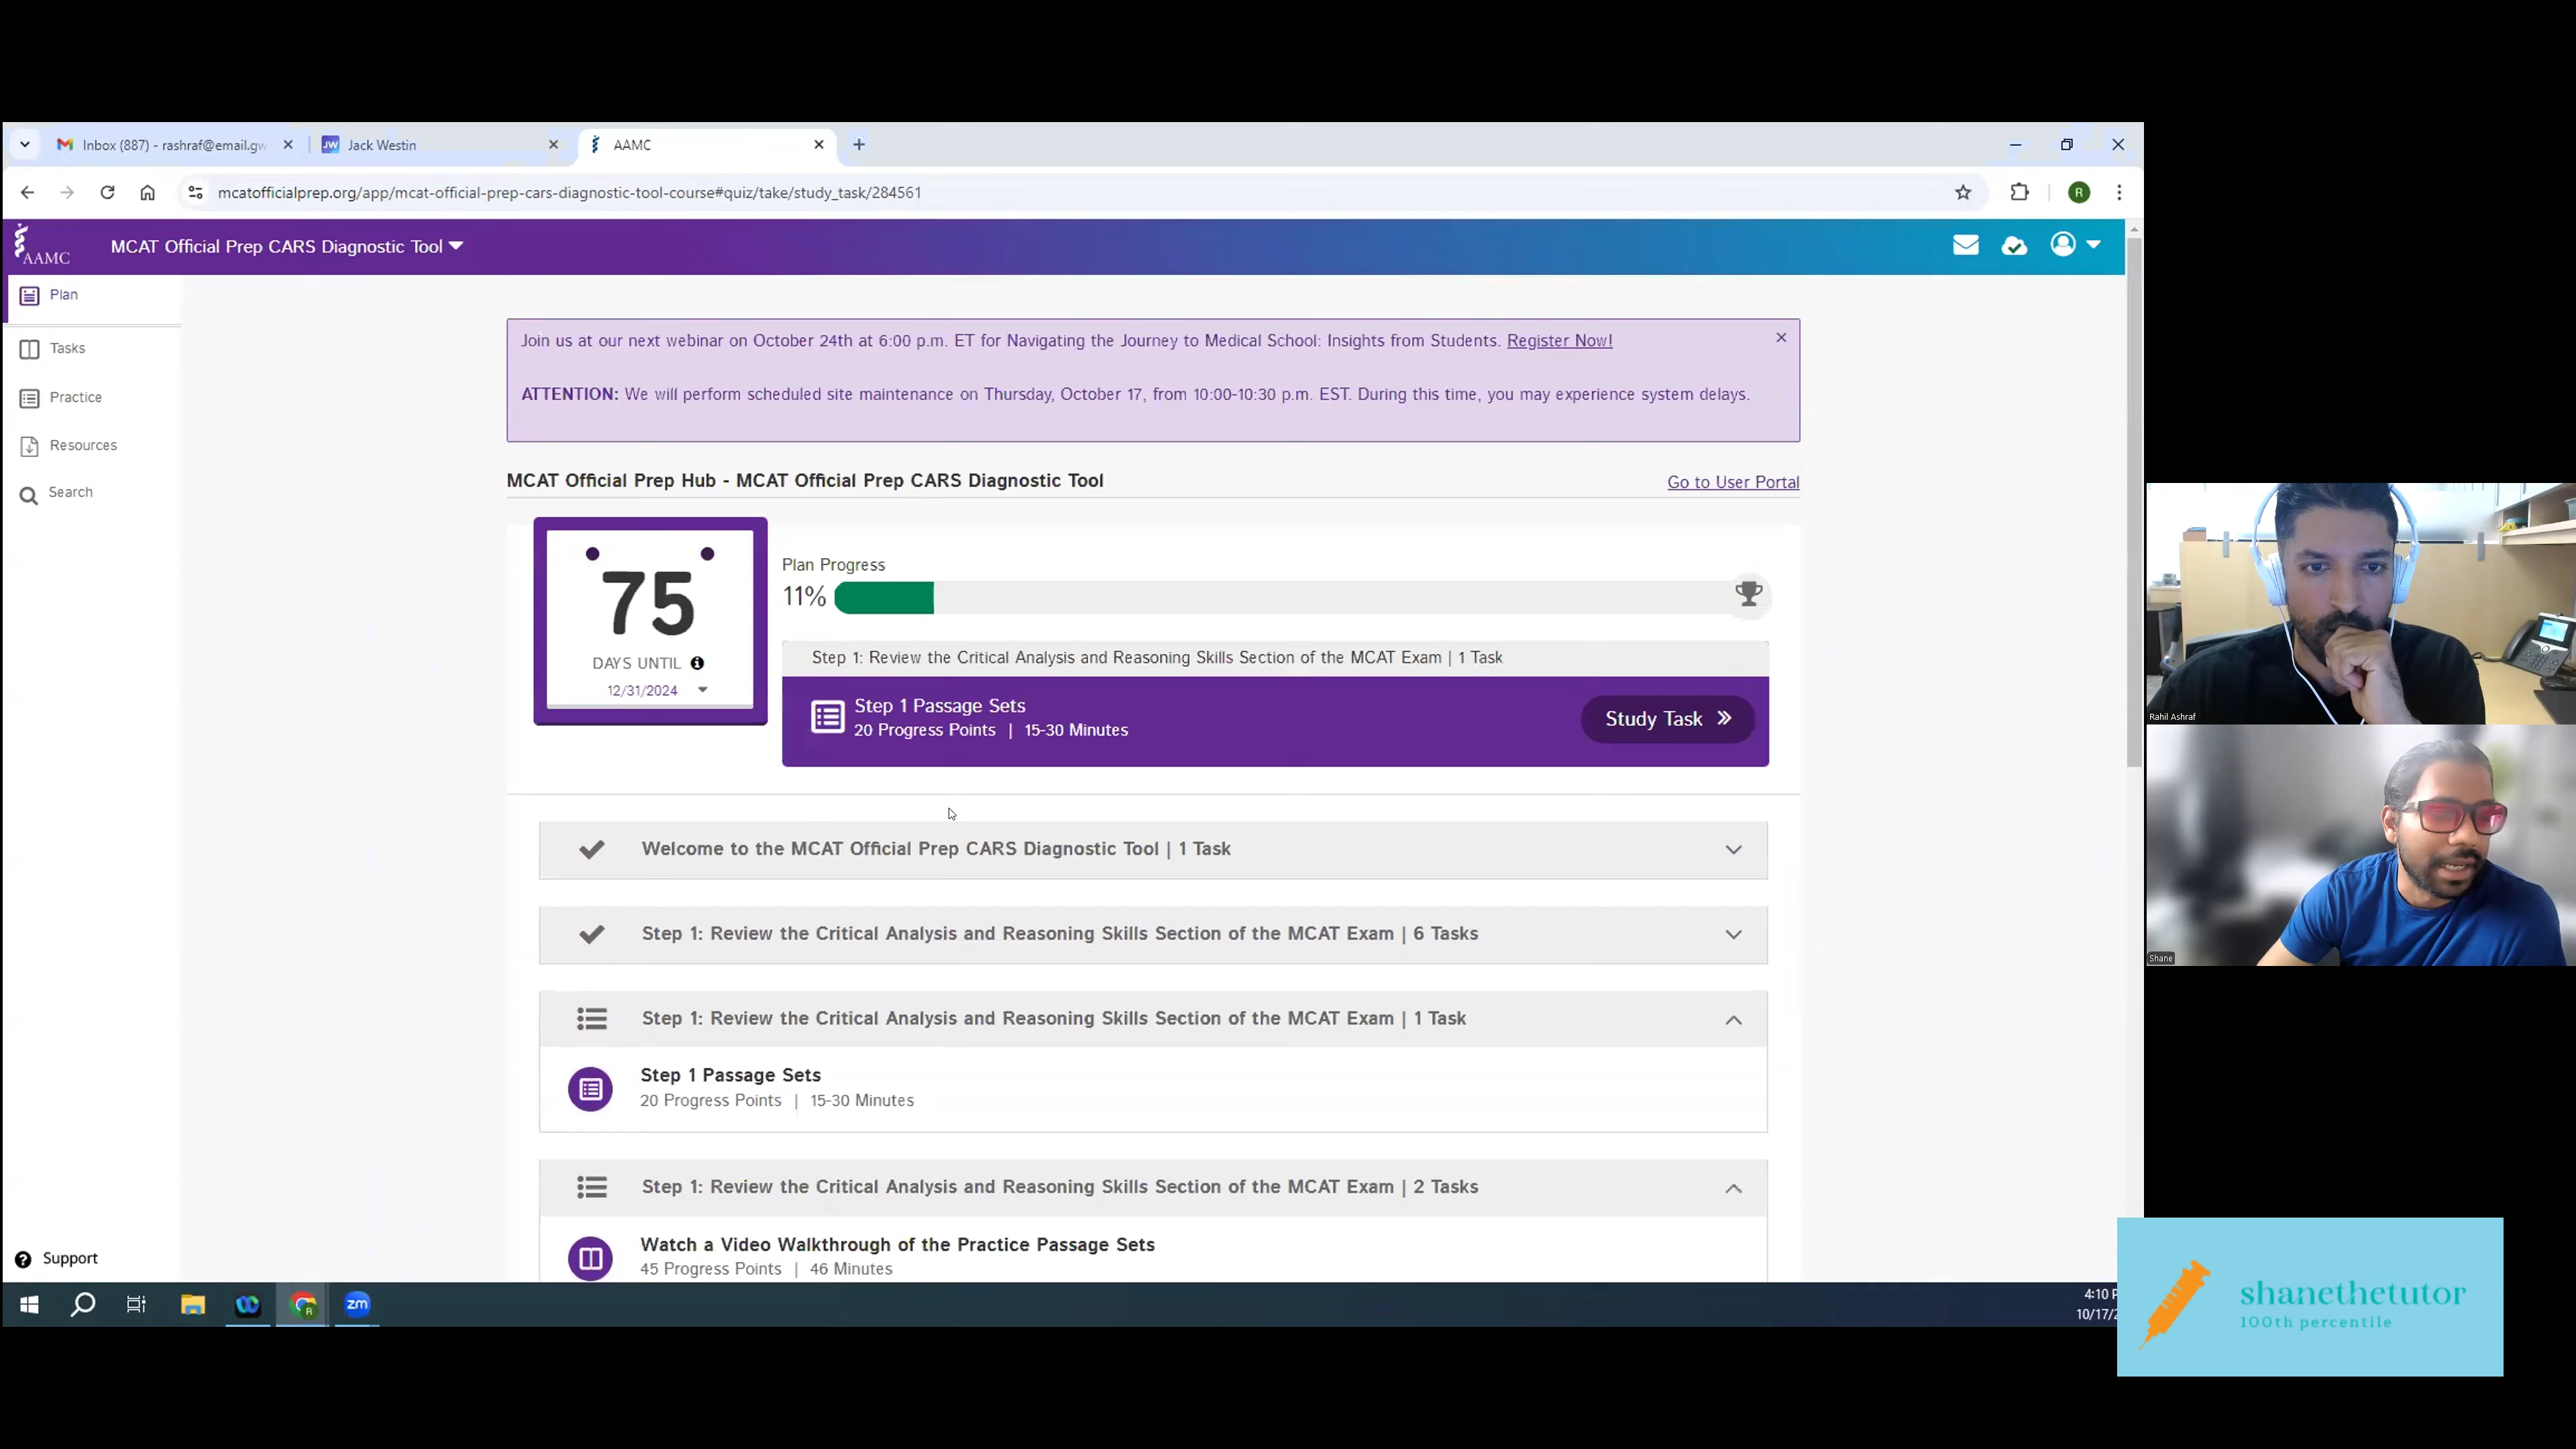 Inbox (887) - rashraf@email.gw
Jack Westin
AAMC
mcatofficialprep.org/app/mcat-official-prep-cars-diagnostic-tool-course#quiz/take/study_task/284561
R
AAMC
MCAT Official Prep CARS Diagnostic Tool
Plan
Tasks
Practice
Resources
Search
Join us at our next webinar on October 24th at 6:00 p.m. ET for Navigating the Journey to Medical School: Insights from Students. Register Now!
ATTENTION: We will perform scheduled site maintenance on Thursday, October 17, from 10:00-10:30 p.m. EST. During this time, you may experience system delays.
MCAT Official Prep Hub - MCAT Official Prep CARS Diagnostic Tool
Go to User Portal
75
DAYS UNTIL
12/31/2024
Plan Progress
11%
Step 1: Review the Critical Analysis and Reasoning Skills Section of the MCAT Exam | 1 Task
Step 1 Passage Sets
20 Progress Points | 15-30 Minutes
Study Task
Welcome to the MCAT Official Prep CARS Diagnostic Tool | 1 Task
Step 1: Review the Critical Analysis and Reasoning Skills Section of the MCAT Exam | 6 Tasks
Step 1: Review the Critical Analysis and Reasoning Skills Section of the MCAT Exam | 1 Task
Step 1 Passage Sets
20 Progress Points | 15-30 Minutes
Step 1: Review the Critical Analysis and Reasoning Skills Section of the MCAT Exam | 2 Tasks
Watch a Video Walkthrough of the Practice Passage Sets
45 Progress Points | 46 Minutes
Support
zm
4:10 P
10/17/2
Rahil Ashraf
Shane
shanethetutor
100th percentile